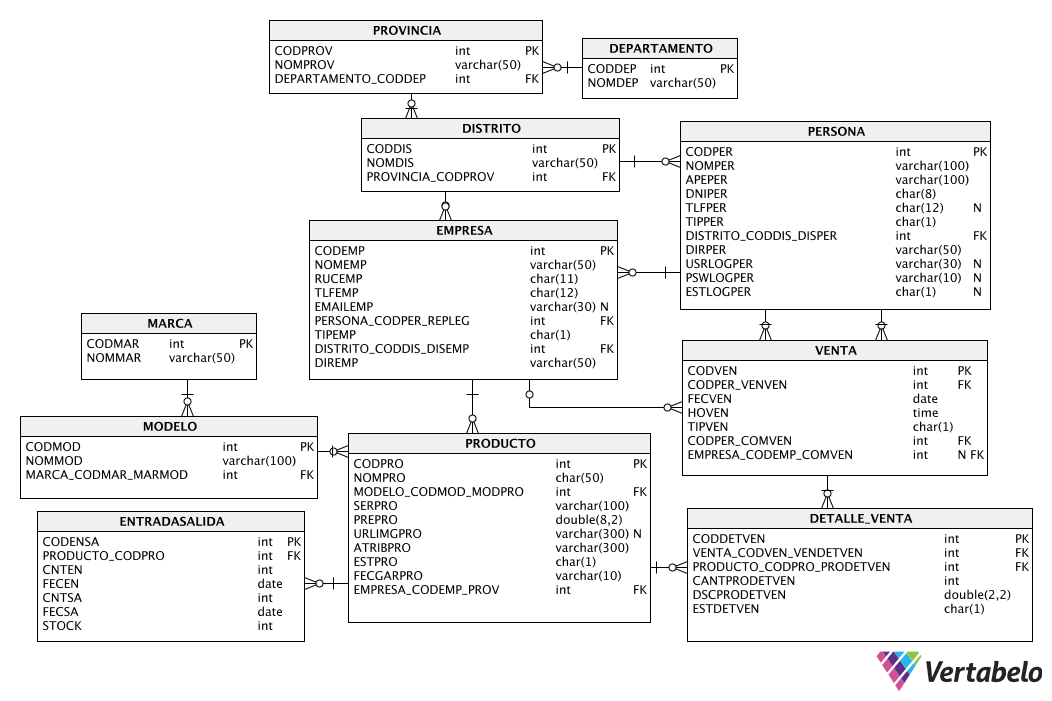 PROVINCIA
CODPROV int PK
NOMPROV varchar(50)
DEPARTAMENTO_CODDEP int FK
DEPARTAMENTO
CODDEP int PK
NOMDEP varchar(50)
DISTRITO
CODDIS int PK
NOMDIS varchar(50)
PROVINCIA_CODPROV int FK
PERSONA
CODPER int PK
NOMPER varchar(100)
APEPER varchar(100)
DNIPER char(8)
TLFPER char(12) N
TIPPER char(1)
DISTRITO_CODDIS_DISPER int FK
DIRPER varchar(50)
USRLOGPER varchar(30) N
PSWLOGPER varchar(10) N
ESTLOGPER char(1) N
EMPRESA
CODEMP int PK
NOMEMP varchar(50)
RUCEMP char(11)
TLFEMP char(12)
EMAILEMP varchar(30) N
PERSONA_CODPER_REPLEG int FK
TIPEMP char(1)
DISTRITO_CODDIS_DISEMP int FK
DIREMP varchar(50)
MARCA
CODMAR int PK
NOMMAR varchar(50)
VENTA
CODVEN int PK
CODPER_VENVEN int FK
FECVEN date
HOVEN time
TIPVEN char(1)
CODPER_COMVEN int FK
EMPRESA_CODEMP_COMVEN int N FK
MODELO
CODMOD int PK
NOMMOD varchar(100)
MARCA_CODMAR_MARMOD int FK
PRODUCTO
CODPRO int PK
NOMPRO char(50)
MODELO_CODMOD_MODPRO int FK
SERPRO varchar(100)
PREPRO double(8,2)
URLIMGPRO varchar(300) N
ATRIBPRO varchar(300)
ESTPRO char(1)
FECGARPRO varchar(10)
EMPRESA_CODEMP_PROV int FK
ENTRADASALIDA
CODENSA int PK
PRODUCTO_CODPRO int FK
CNTEN int
FECEN date
CNTSA int
FECSA date
STOCK int
DETALLE_VENTA
CODDETVEN int PK
VENTA_CODVEN_VENDETVEN int FK
PRODUCTO_CODPRO_PRODETVEN int FK
CANTPRODETVEN int
DSCPRODETVEN double(2,2)
ESTDETVEN char(1)
Vertabelo